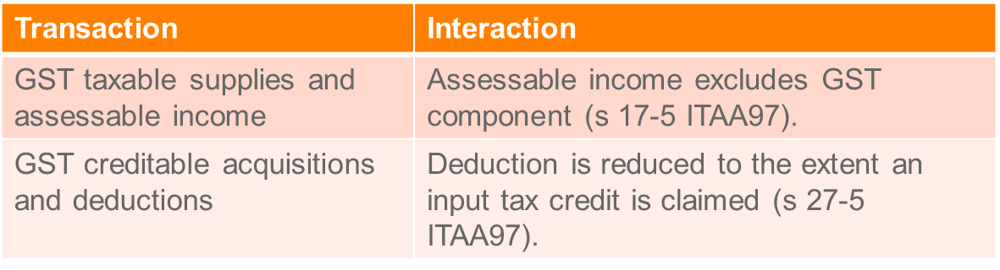 Transaction
Interaction
GST taxable supplies and
assessable income
Assessable income excludes GST
component (s 17-5 ITAA97).
GST creditable acquisitions
and deductions
Deduction is reduced to the extent an
input tax credit is claimed (s 27-5
ITAA97).